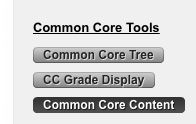 Common Core Tools
Common Core Tree
CC Grade Display
Common Core Content